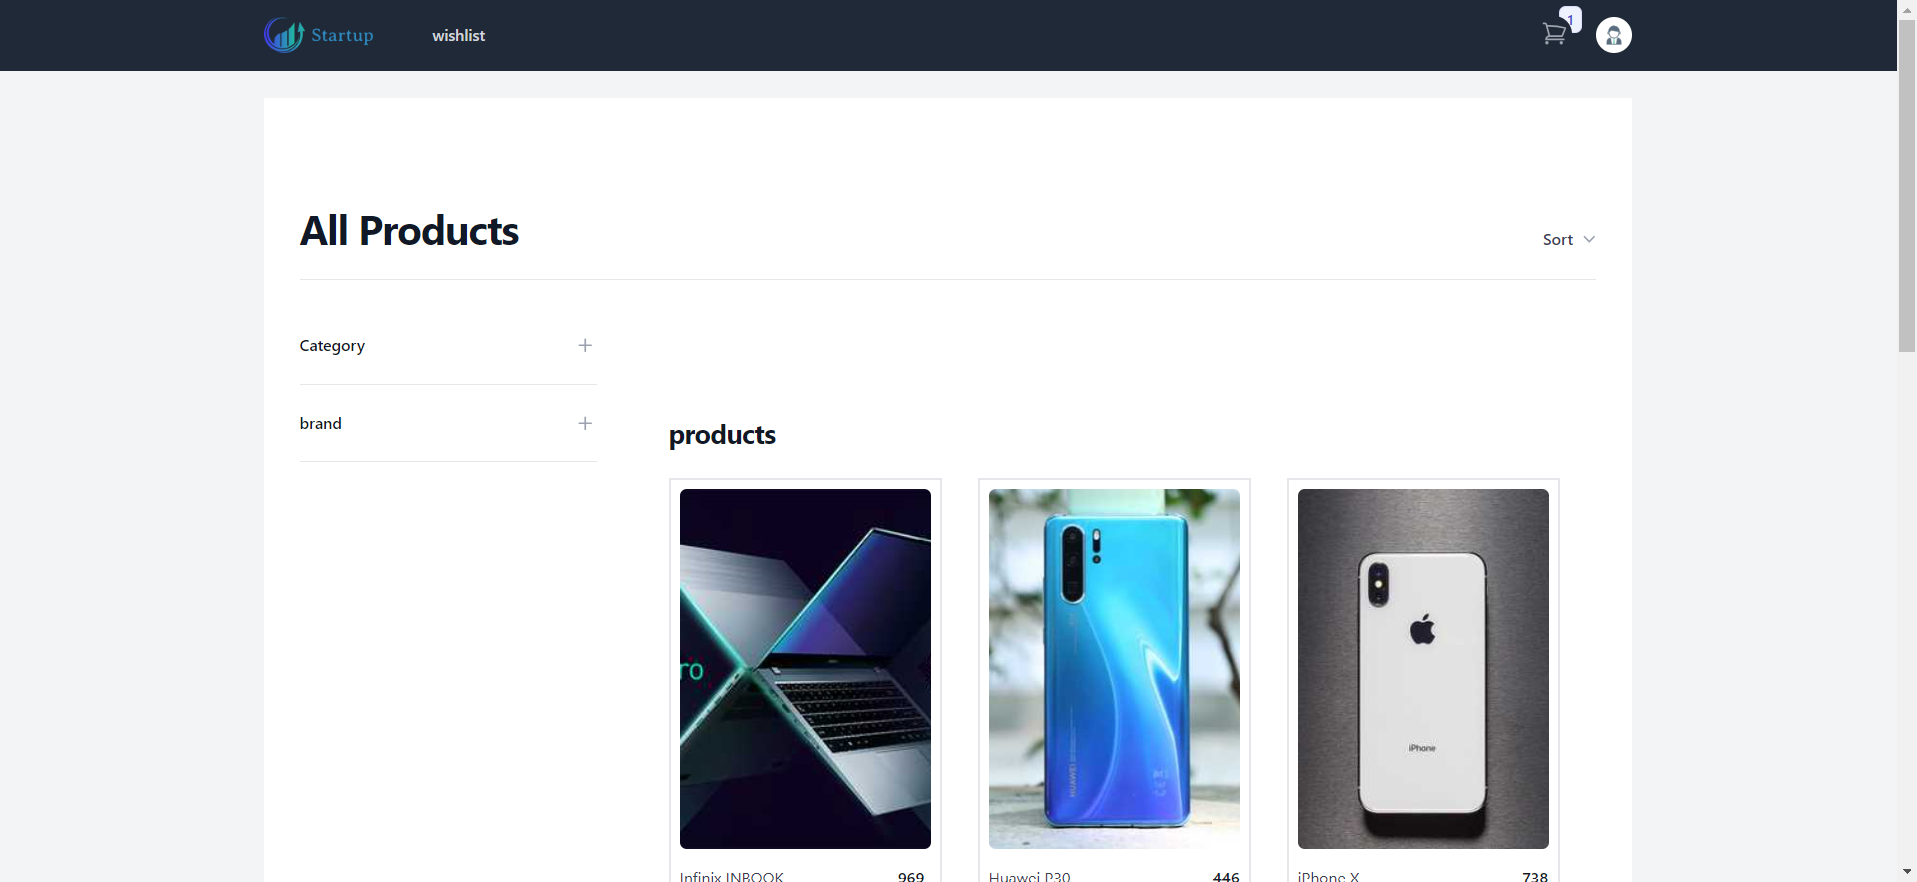 Startup
wishlist
1
All Products
Sort
Category
brand
products
ro
HUAWEI
iPhone
Infinix INBOOK 969
Huawei P30 446
iPhone X 738